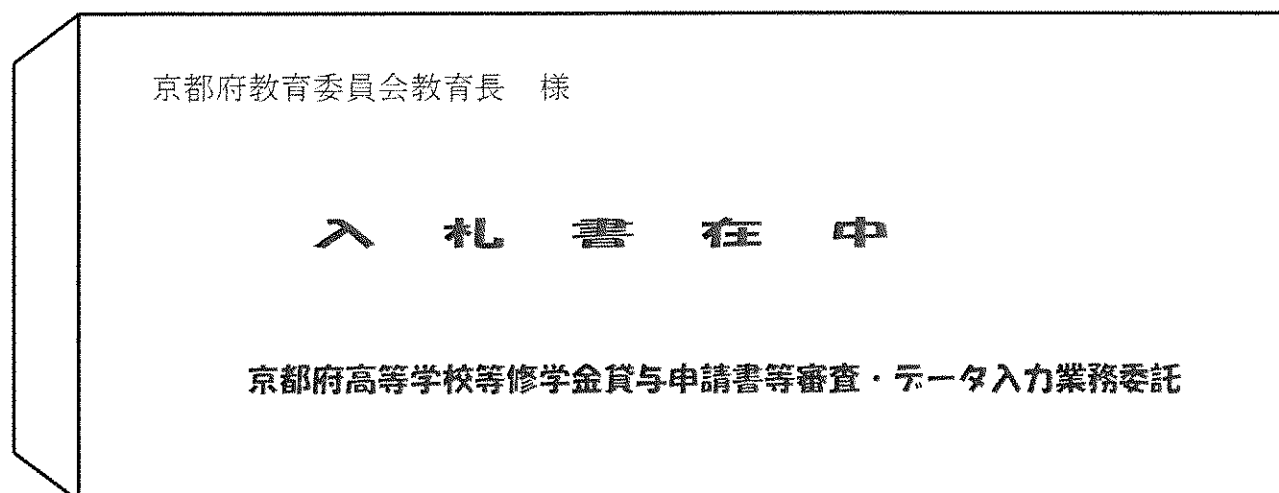 京都府教育委員会教育長　様
入　札　書　在　中
京都府高等学校等修学金貸与申請書等審査・データ入力業務委託